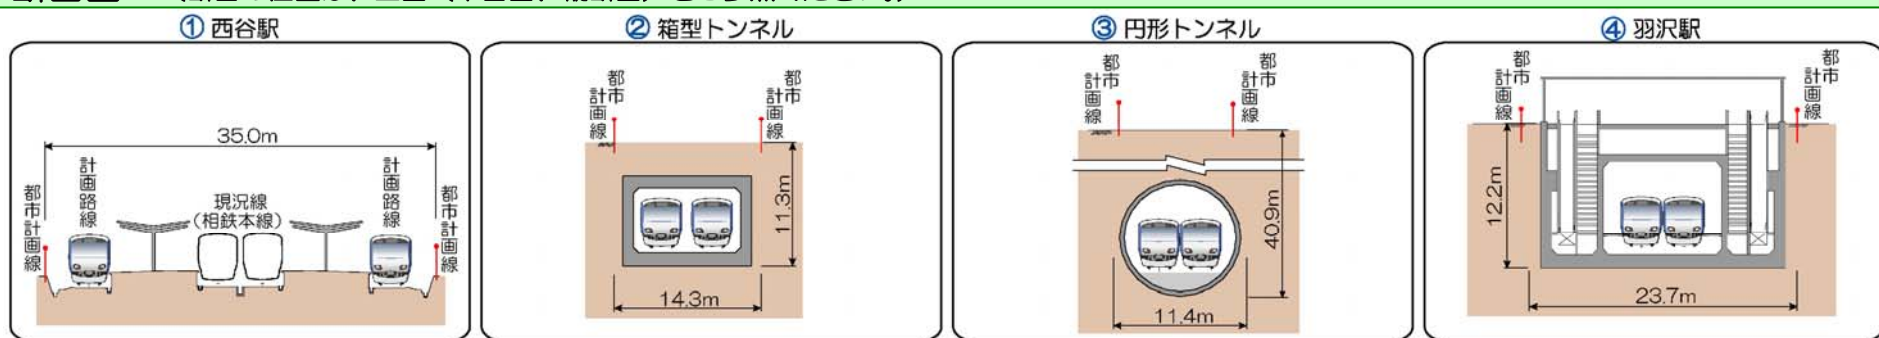 ① 西谷駅
35.0m
都市計画線
計画路線
現況線
（相鉄本線）
計画路線
都市計画線
② 箱型トンネル
都市計画線
都市計画線
11.3m
14.3m
③ 円形トンネル
都市計画線
都市計画線
40.9m
11.4m
④ 羽沢駅
都市計画線
都市計画線
12.2m
23.7m